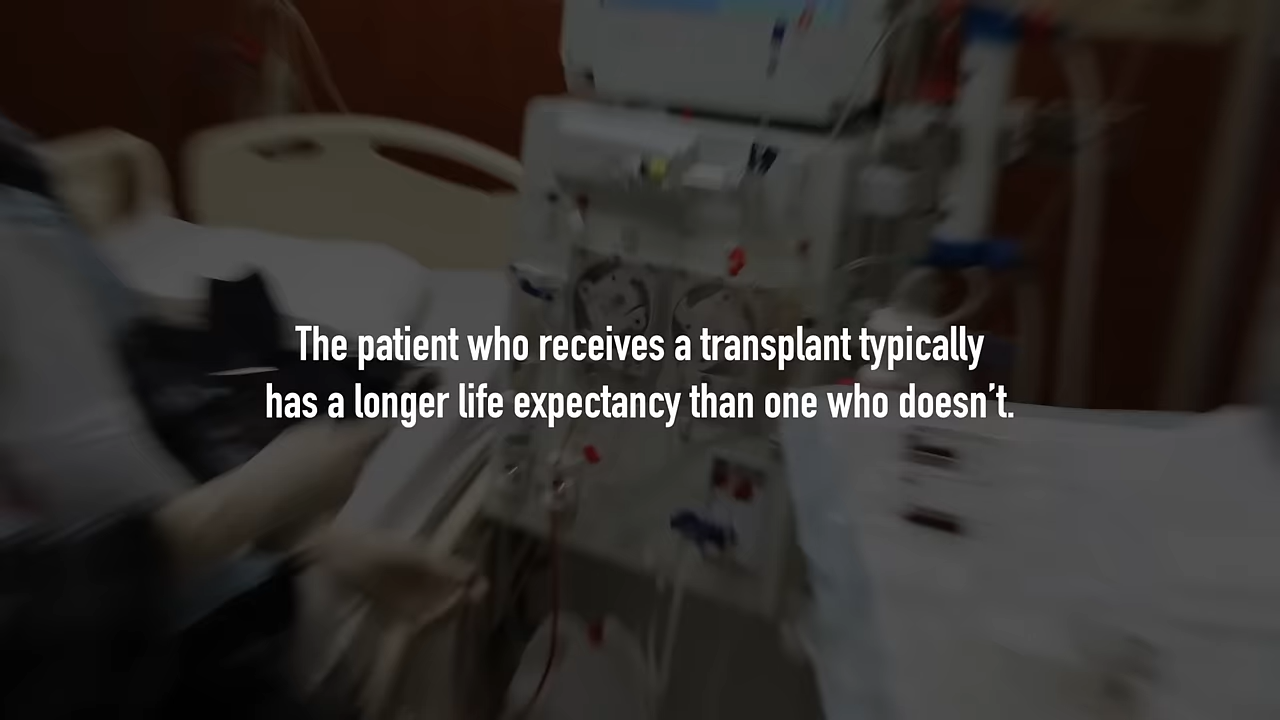 The patient who receives a transplant typically
has a longer life expectancy than one who doesn’t.